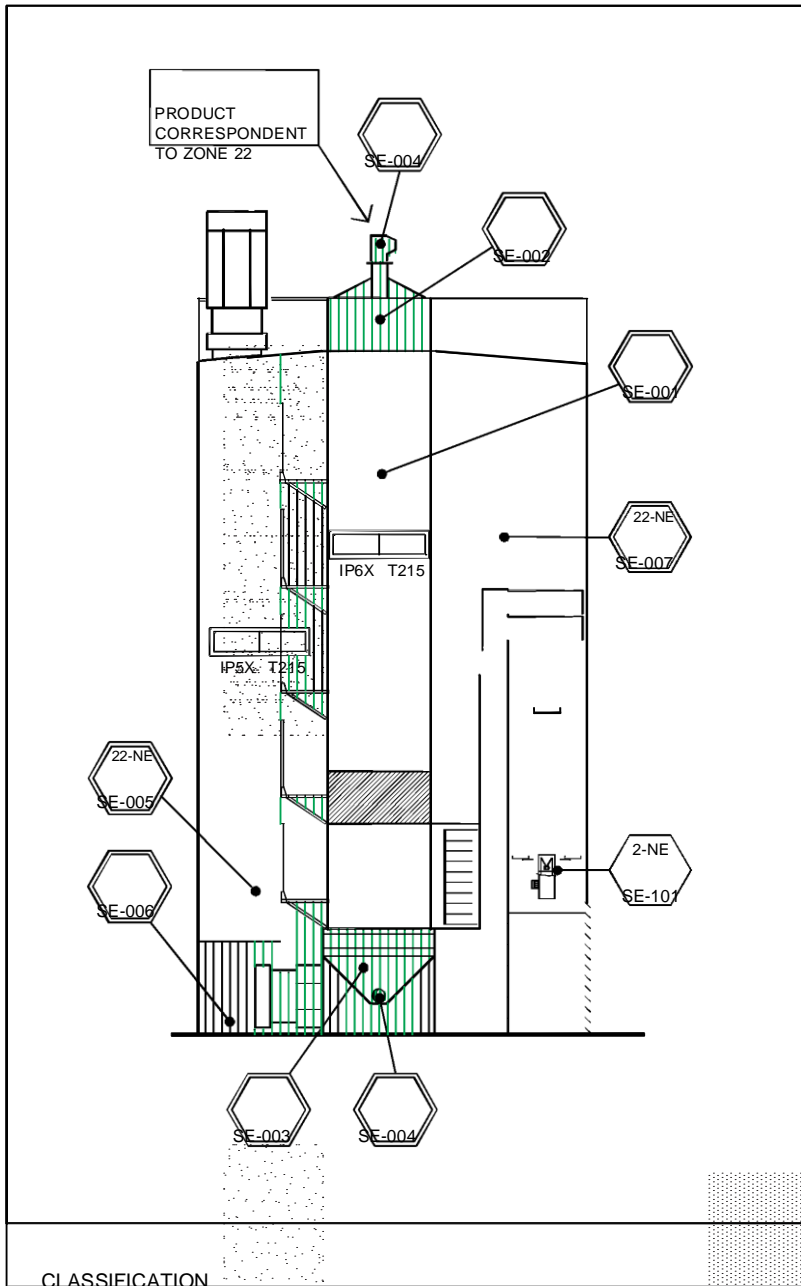 PRODUCT
CORRESPONDENT
TO ZONE 22
SE-004
SE-002
SE-001
22-NE
SE-007
IP6X T215
IP5X T215
22-NE
SE-005
2-NE
SE-101
SE-006
SE-003
SE-004
CLASSIFICATION